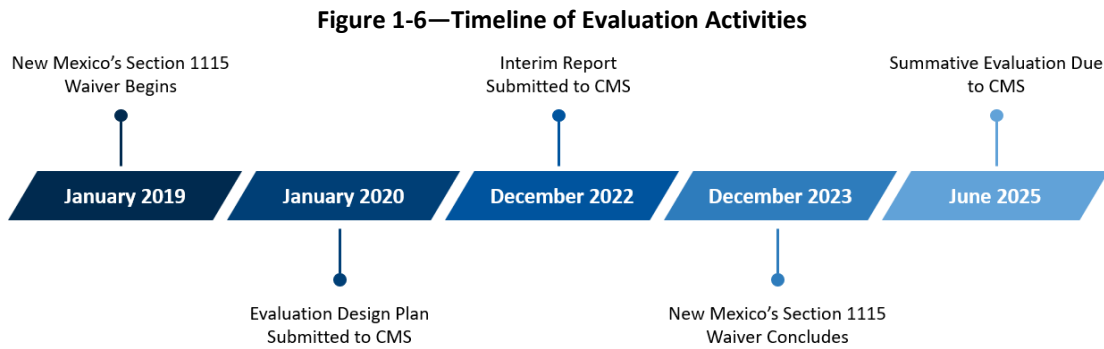 Figure 1-6—Timeline of Evaluation Activities
New Mexico's Section 1115
Waiver Begins
Interim Report
Submitted to CMS
Summative Evaluation Due
to CMS
January 2019
January 2020
December 2022
December 2023
June 2025
Evaluation Design Plan
Submitted to CMS
New Mexico's Section 1115
Waiver Concludes